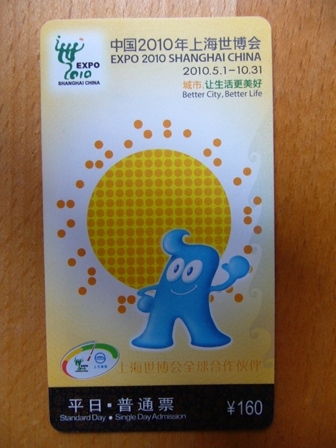 EXPO
2010
SHANGHAI CHINA
中国2010年上海世博会
EXPO 2010 SHANGHAI CHINA
2010.5.1-10.31
城市,让生活更美好
Better City, Better Life
上海世博会全球合作伙伴
平日·普通票
Standard Day • Single Day Admission
¥160